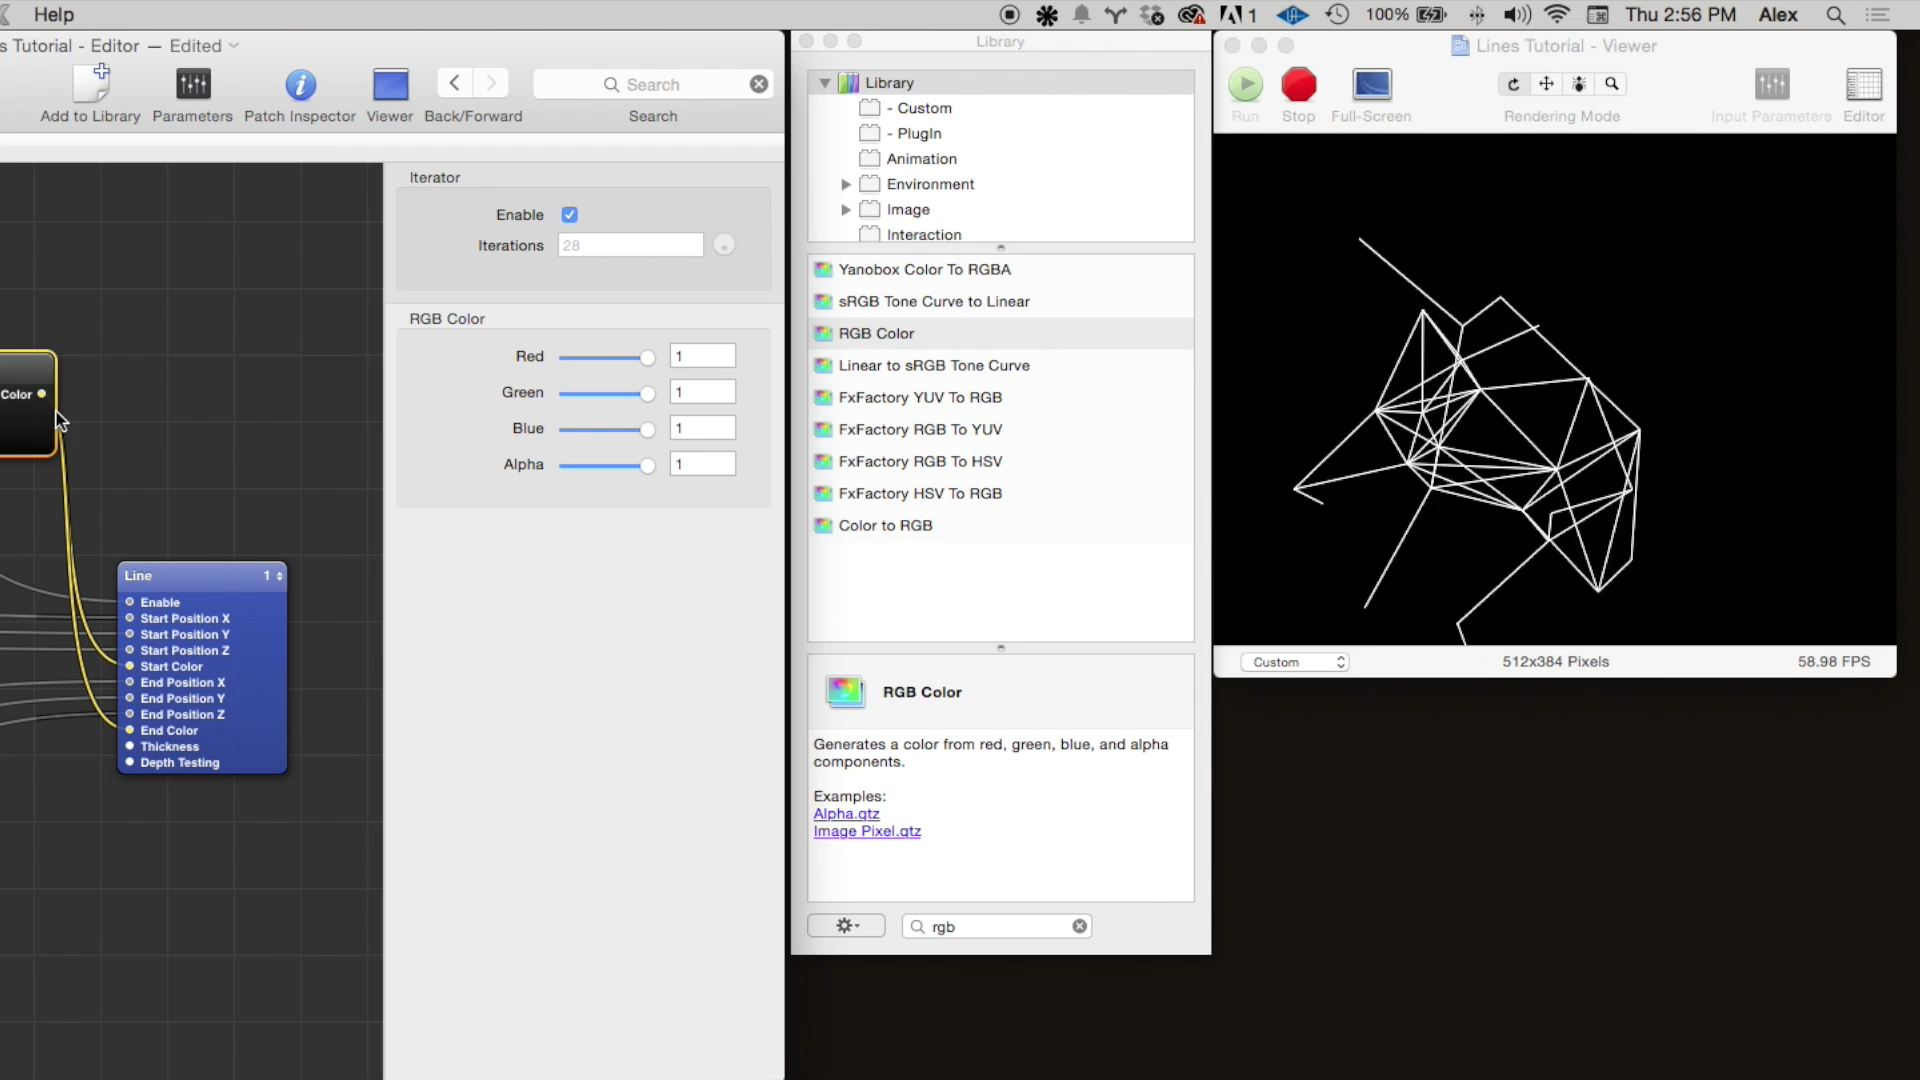 Help
1
100%
Thu 2:56 PM
Alex
s Tutorial - Editor — Edited
Add to Library
Parameters
Patch Inspector
Viewer
Back/Forward
Search
Search
Iterator
Enable
Iterations
28
RGB Color
Red
1
Green
1
Blue
1
Alpha
1
Color
Line
1
Enable
Start Position X
Start Position Y
Start Position Z
Start Color
End Position X
End Position Y
End Position Z
End Color
Thickness
Depth Testing
Library
Library
- Custom
- PlugIn
Animation
Environment
Image
Interaction
Yanobox Color To RGBA
sRGB Tone Curve to Linear
RGB Color
Linear to sRGB Tone Curve
FxFactory YUV To RGB
FxFactory RGB To YUV
FxFactory RGB To HSV
FxFactory HSV To RGB
Color to RGB
RGB Color
Generates a color from red, green, blue, and alpha
components.
Examples:
Alpha.qtz
Image Pixel.qtz
rgb
Lines Tutorial - Viewer
Run
Stop
Full-Screen
Rendering Mode
Input Parameters
Editor
Custom
512x384 Pixels
58.98 FPS